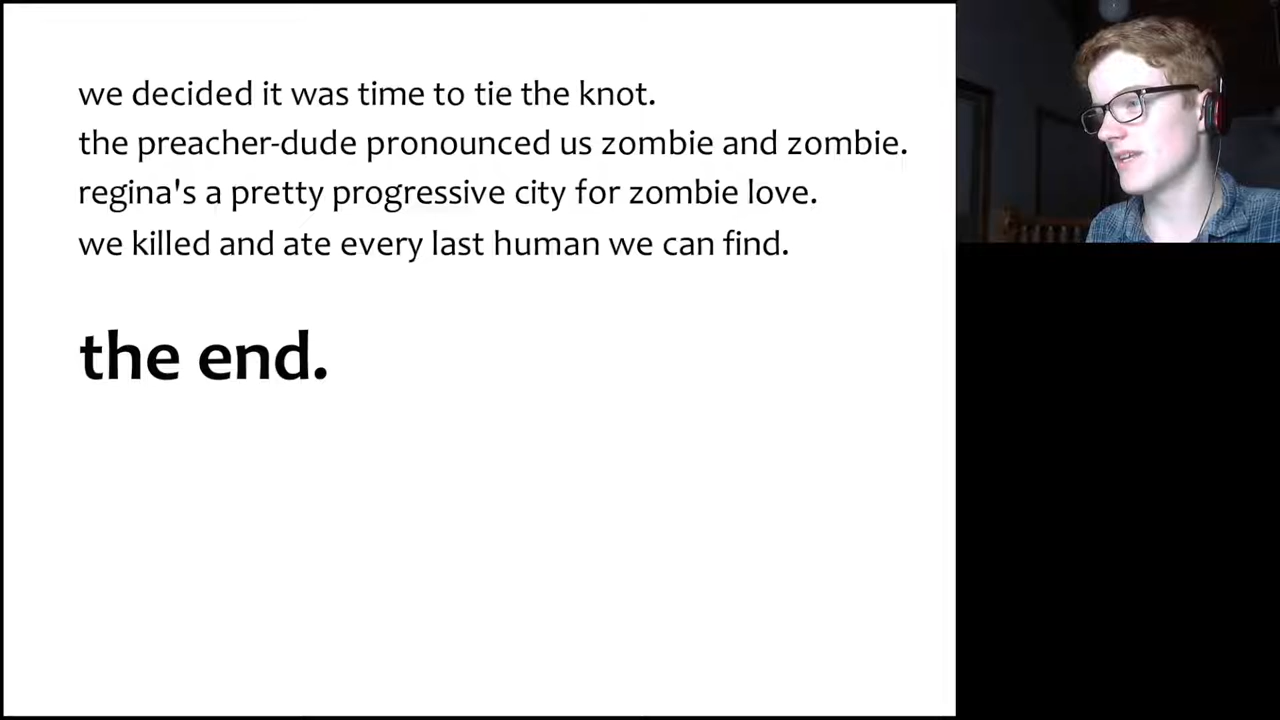 we decided it was time to tie the knot.
the preacher-dude pronounced us zombie and zombie.
regina's a pretty progressive city for zombie love.
we killed and ate every last human we can find.
the end.